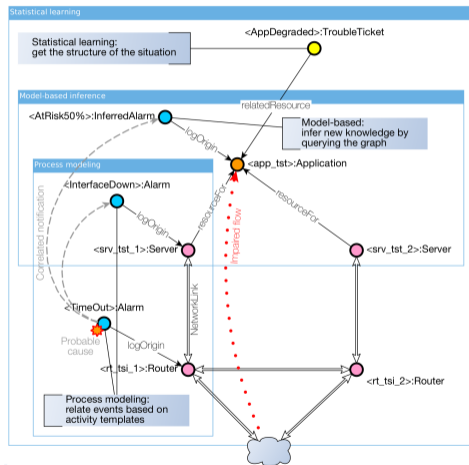 Statistical learning
<AppDegraded>:TroubleTicket
Statistical learning:
get the structure of the situation
relatedResource
Model-based inference
<AtRisk50%>:InferredAlarm
Model-based:
infer new knowledge by
querying the graph
logOrigin
Process modeling
<app_tst>:Application
<InterfaceDown>:Alarm
resourceFor
resourceFor
logOrigin
Correlated notification
impaired flow
<srv_tst_1>:Server
<srv_tst_2>:Server
NetworkLink
<TimeOut>:Alarm
Probable
cause
logOrigin
<rt_tsi_1>:Router
<rt_tsi_2>:Router
Process modeling:
relate events based on
activity templates